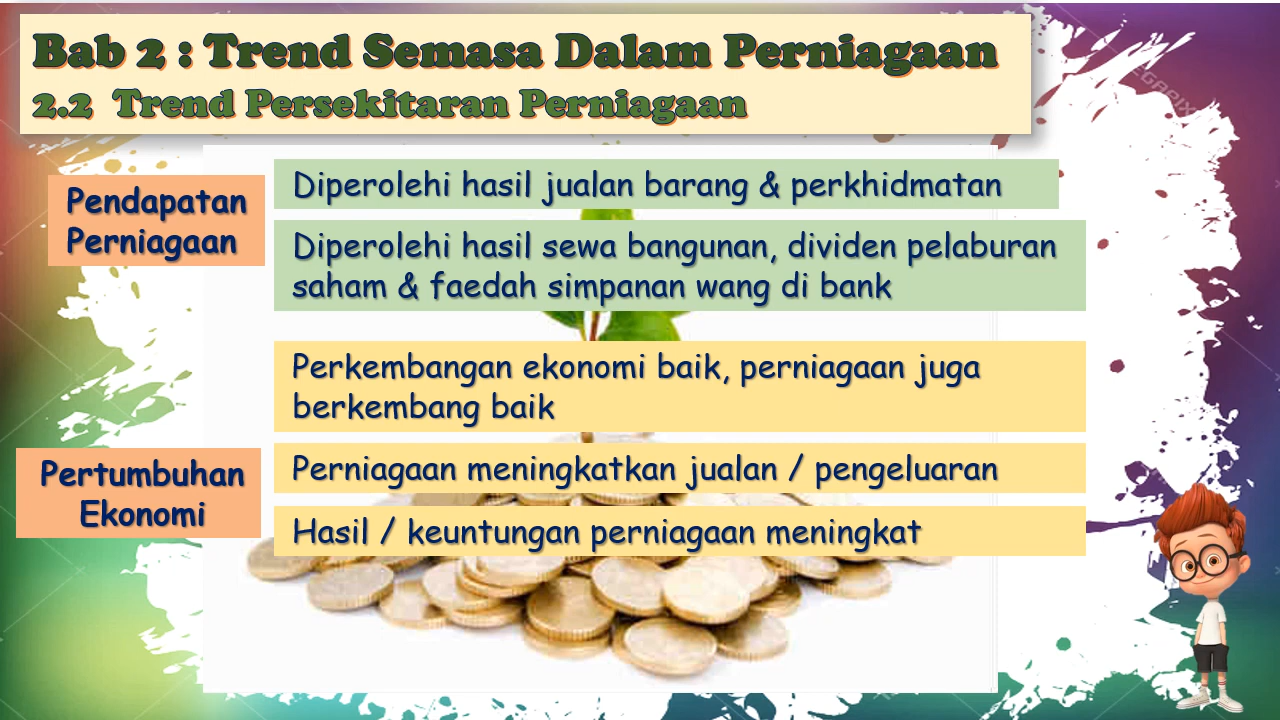 Bab 2 : Trend Semasa Dalam Perniagaan
2.2 Trend Persekitaran Perniagaan
Pendapatan
Perniagaan
Diperolehi hasil jualan barang & perkhidmatan
Diperolehi hasil sewa bangunan, dividen pelaburan
saham & faedah simpanan wang di bank
Pertumbuhan
Ekonomi
Perkembangan ekonomi baik, perniagaan juga
berkembang baik
Perniagaan meningkatkan jualan / pengeluaran
Hasil / keuntungan perniagaan meningkat